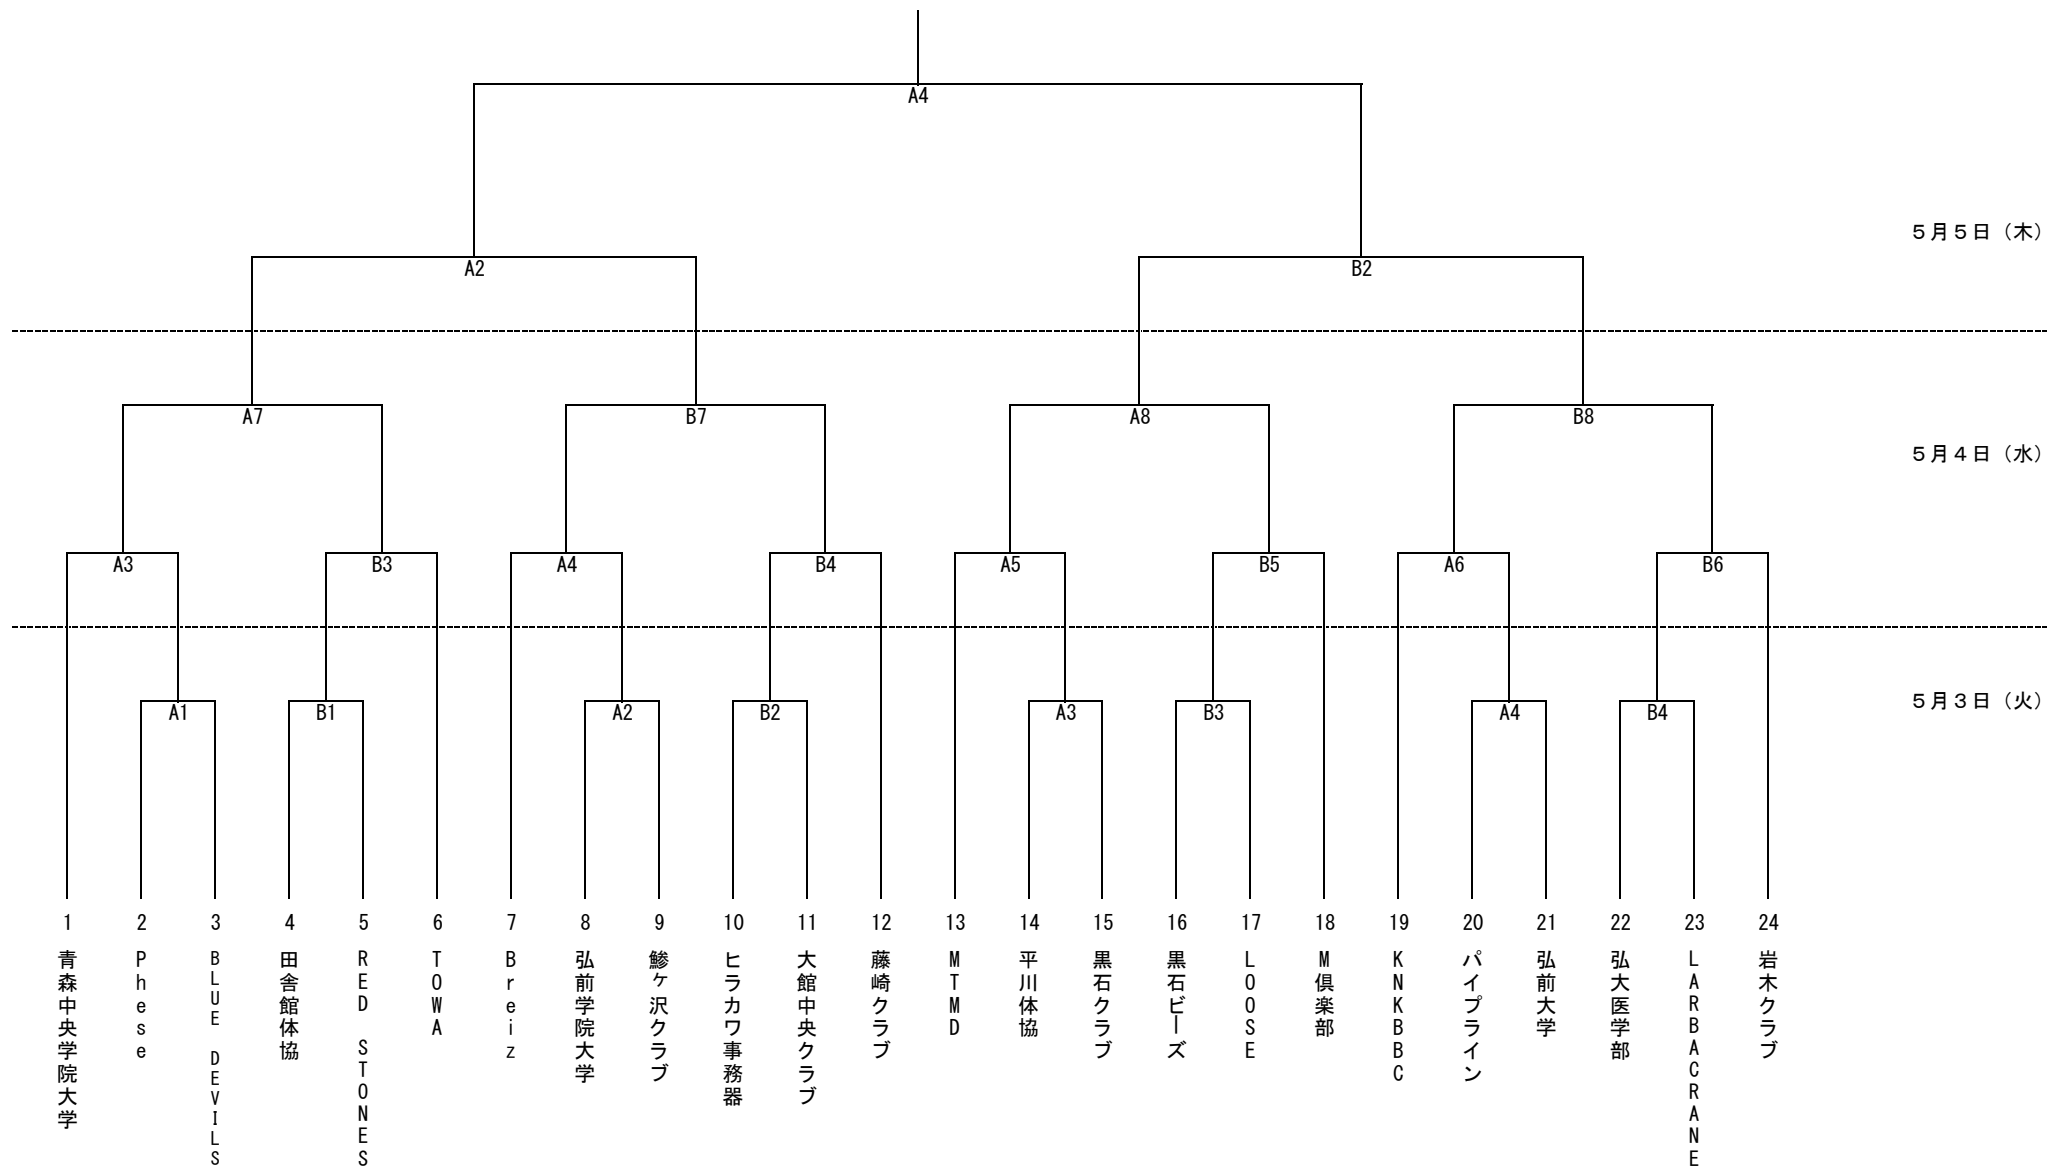 A4
５月５日（木）
A2
B2
A7
B7
A8
B8
５月４日（水）
A3
B3
A4
B4
A5
B5
A6
B6
５月３日（火）
A1
B1
A2
B2
A3
B3
A4
B4
1
2
3
4
5
6
7
8
9
10
11
12
13
14
15
16
17
18
19
20
21
22
23
24
青森中央学院大学
Phese
BLUE DEVILS
田舎館体協
RED STONES
TOWA
Breiz
弘前学院大学
鯵ヶ沢クラブ
ヒラカワ事務器
大館中央クラブ
藤崎クラブ
MTMD
平川体協
黒石クラブ
黒石ビーズ
LOOSE
M倶楽部
KNKBBC
パイプライン
弘前大学
弘大医学部
LARBACRANE
岩木クラブ